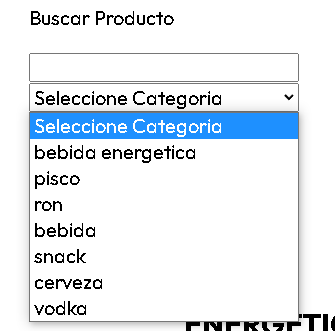 Buscar Producto
Seleccione Categoria
Seleccione Categoria
bebida energetica
pisco
ron
bebida
snack
cerveza
vodka